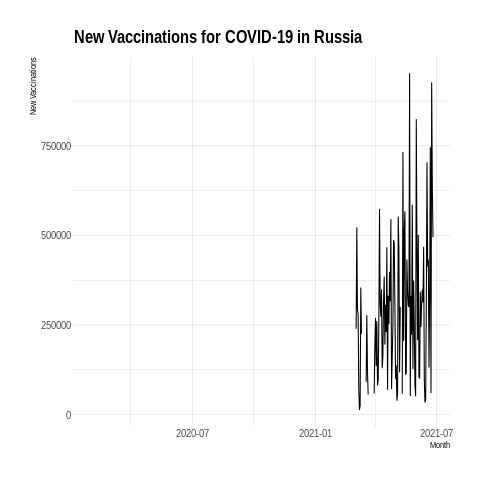 New Vaccinations for COVID-19 in Russia
New Vaccinations
750000
500000
250000
0
2020-07 2021-01 2021-07
Month